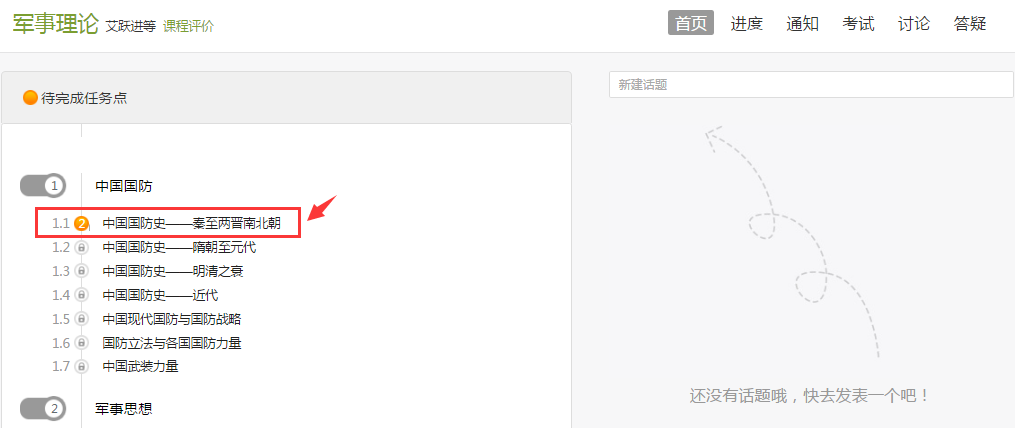 军事理论 艾跃进等 课程评价
首页 进度 通知 考试 讨论 答疑
待完成任务点
新建话题
1 中国国防
1.1 2 中国国防史——秦至两晋南北朝
1.2 中国国防史——隋朝至元代
1.3 中国国防史——明清之衰
1.4 中国国防史——近代
1.5 中国现代国防与国防战略
1.6 国防立法与各国国防力量
1.7 中国武装力量
还没有话题哦，快去发表一个吧！
2 军事思想